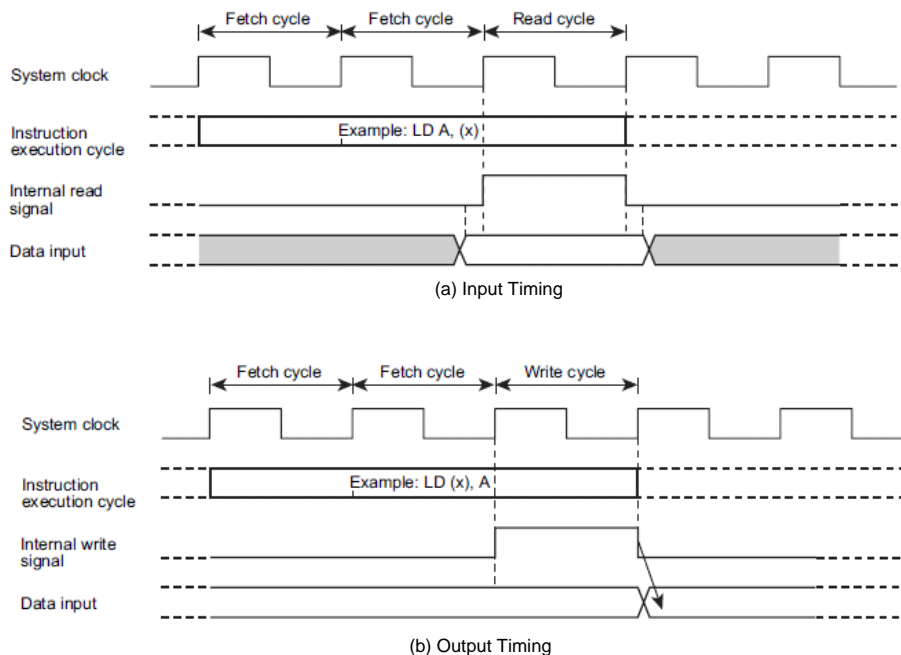 Fetch cycle Fetch cycle Read cycle
System clock
Instruction
execution cycle
Example: LD A, (x)
Internal read
signal
Data input
(a) Input Timing
Fetch cycle Fetch cycle Write cycle
System clock
Instruction
execution cycle
Example: LD (x), A
Internal write
signal
Data input
(b) Output Timing